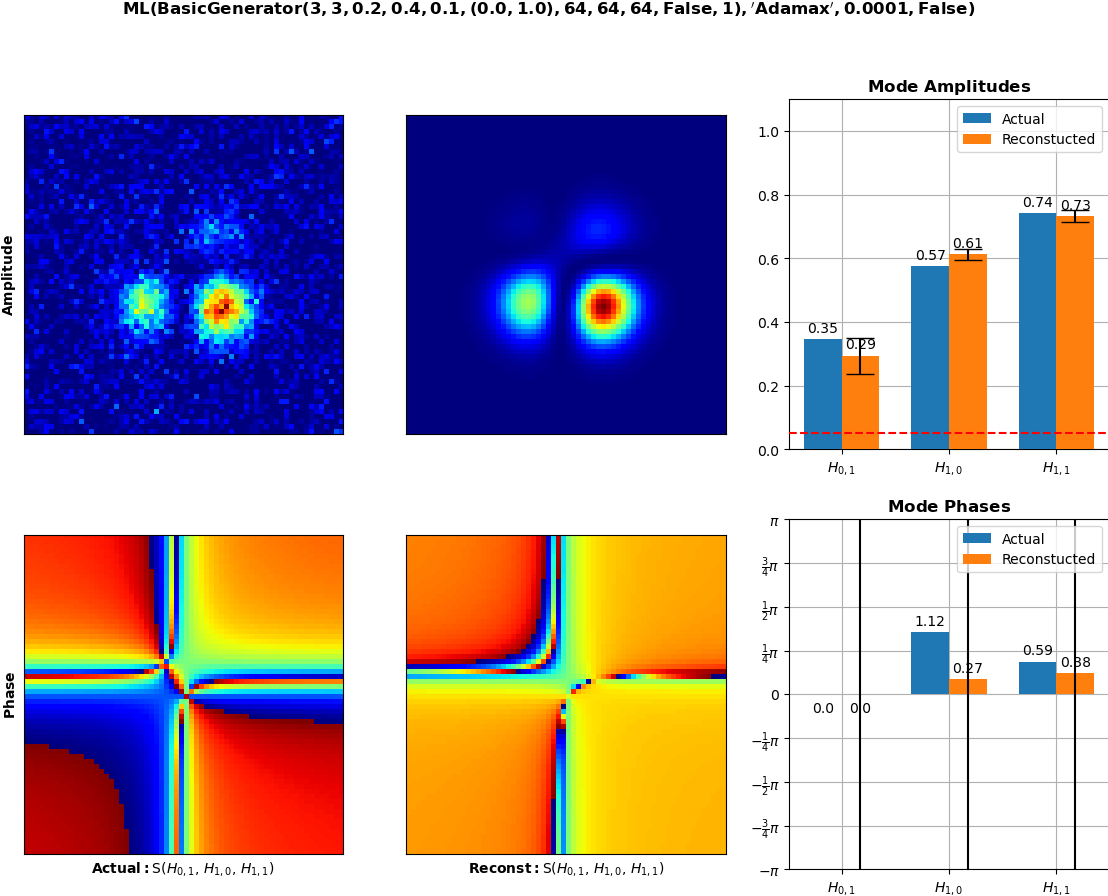 ML(BasicGenerator(3, 3, 0.2, 0.4, 0.1, (0.0, 1.0), 64, 64, 64, False, 1), 'Adamax', 0.0001, False)
Amplitude
Mode Amplitudes
Actual
Reconstucted
1.0
0.8
0.6
0.4
0.2
0.0
0.35
0.29
0.57
0.61
0.74
0.73
H0,1
H1,0
H1,1
Phase
Actual: S(H0,1, H1,0, H1,1)
Reconst: S(H0,1, H1,0, H1,1)
Mode Phases
Actual
Reconstucted
π
3/4π
1/2π
1/4π
0
−1/4π
−1/2π
−3/4π
−π
0.0
0.0
1.12
0.27
0.59
0.38
H0,1
H1,0
H1,1